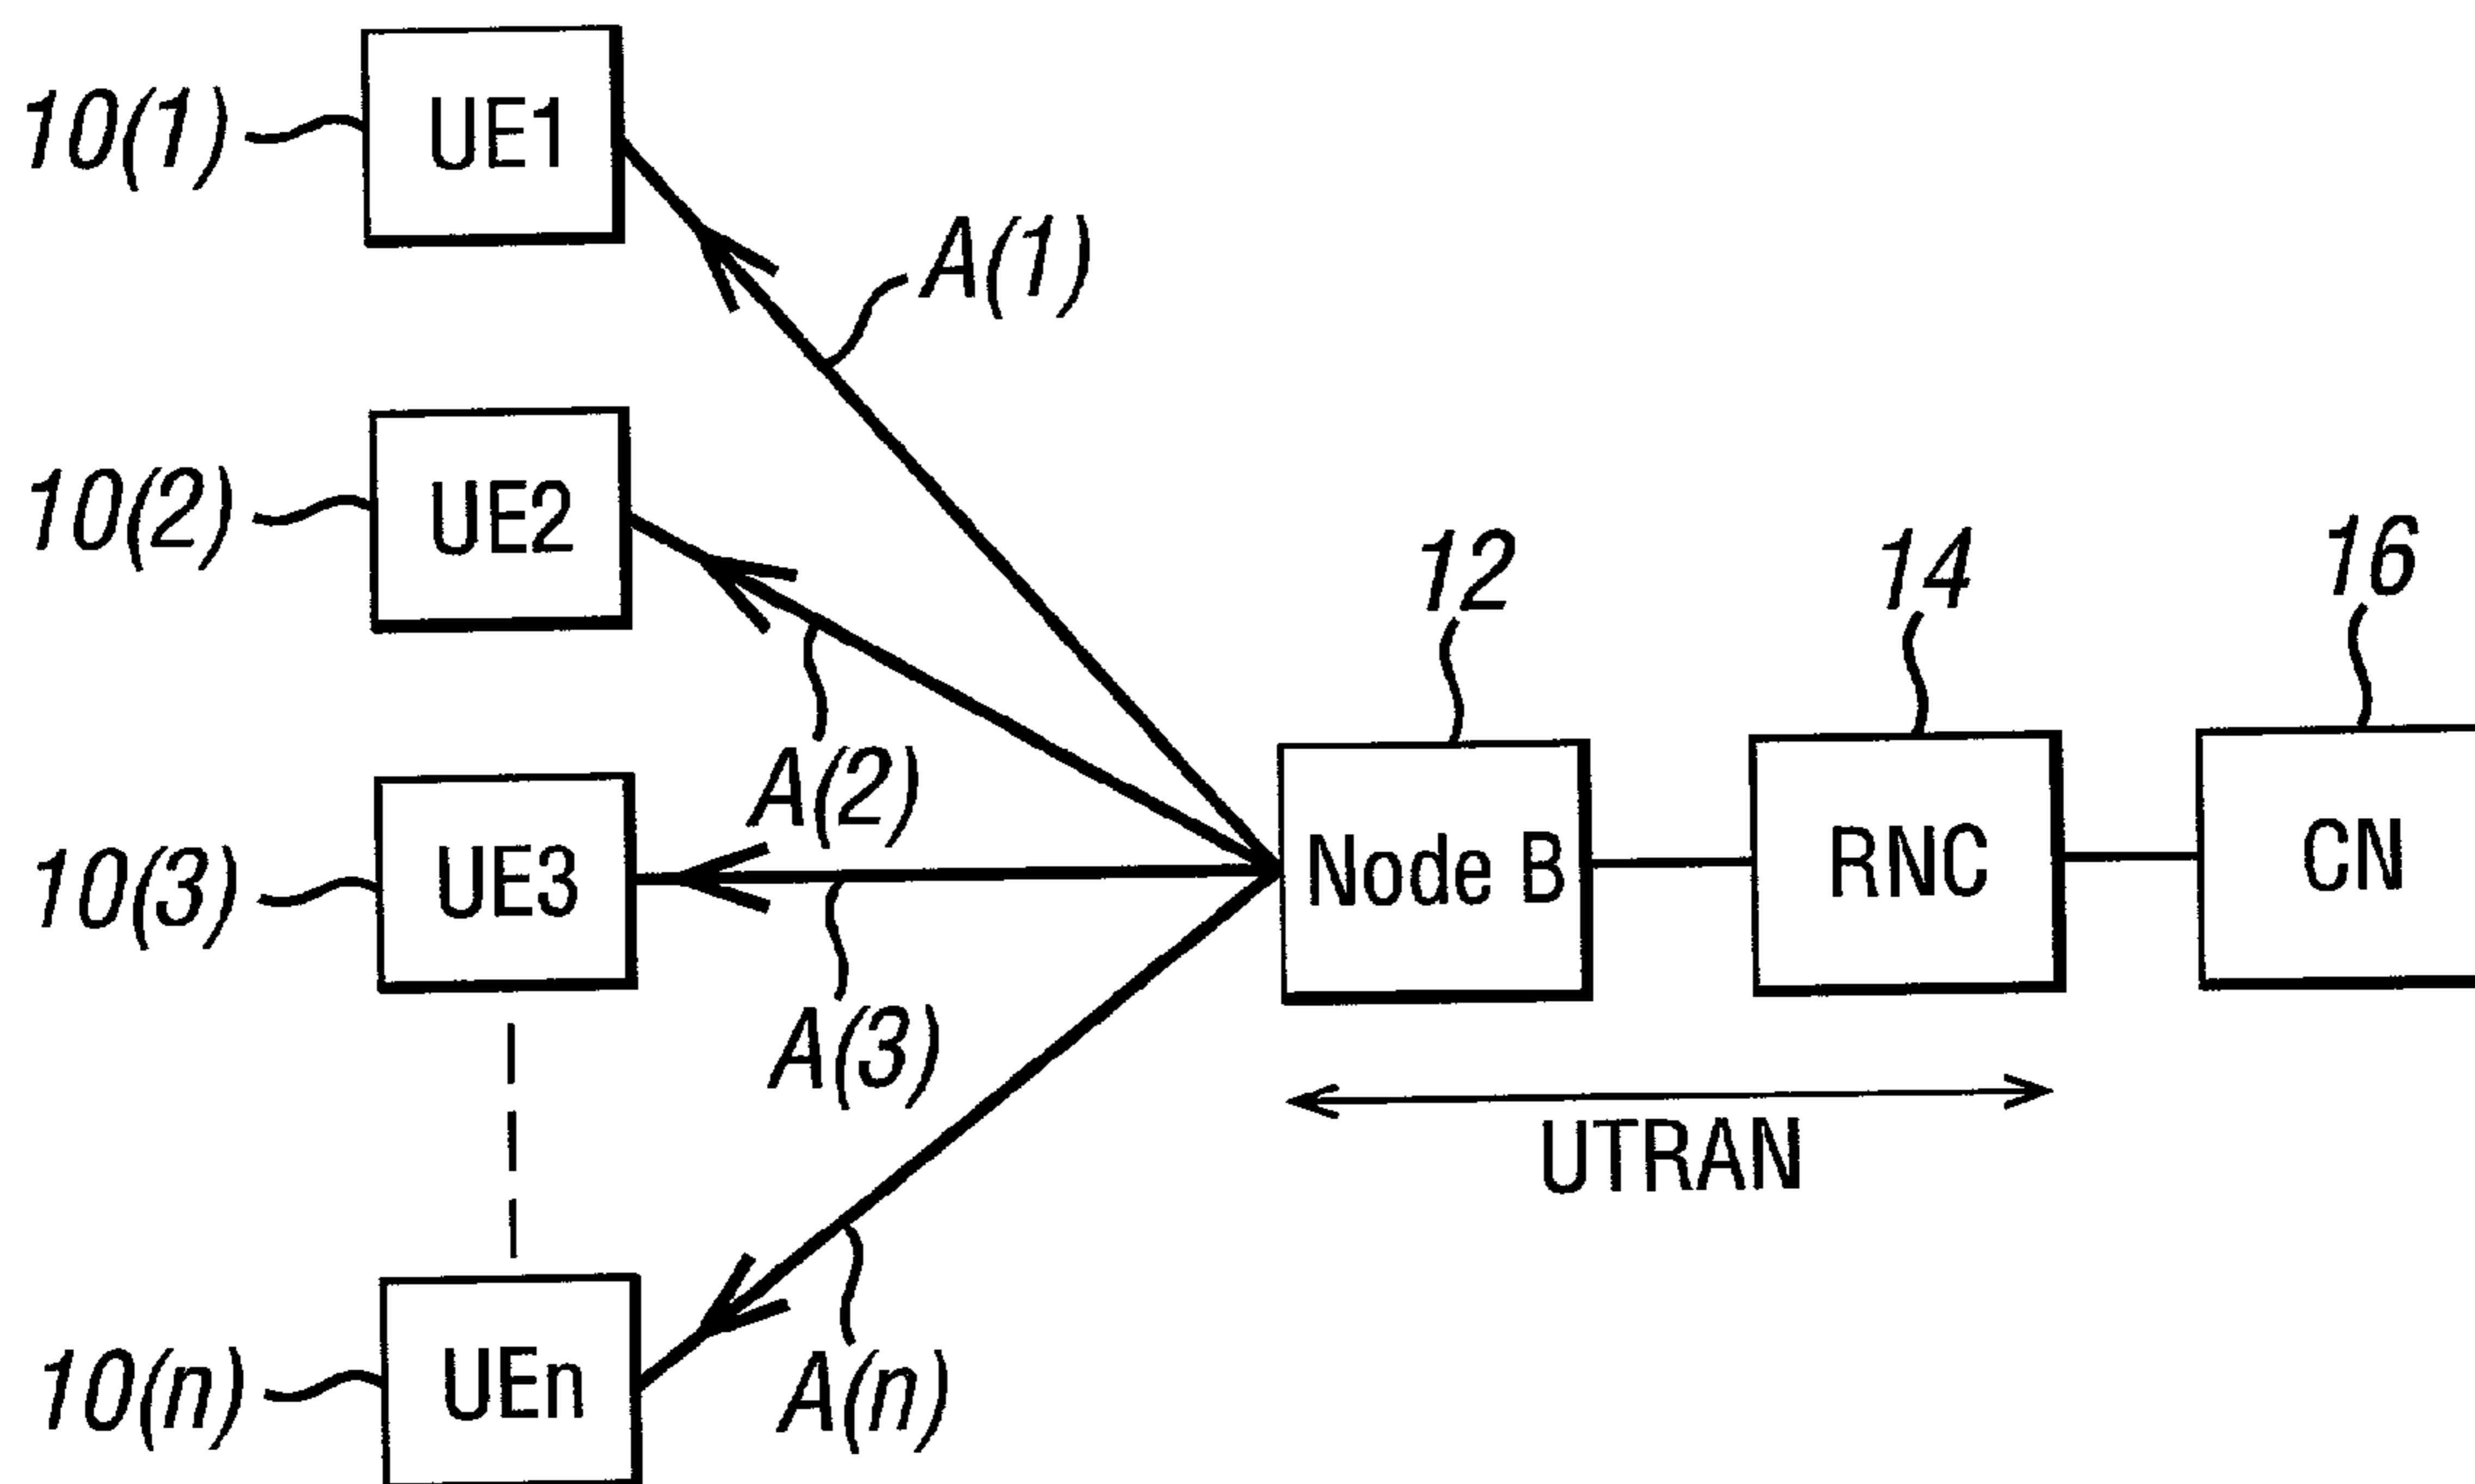 10(1)
UE1
A(1)
10(2)
UE2
12
14
16
A(2)
10(3)
UE3
Node B
RNC
CN
A(3)
UTRAN
10(n)
UEn
A(n)